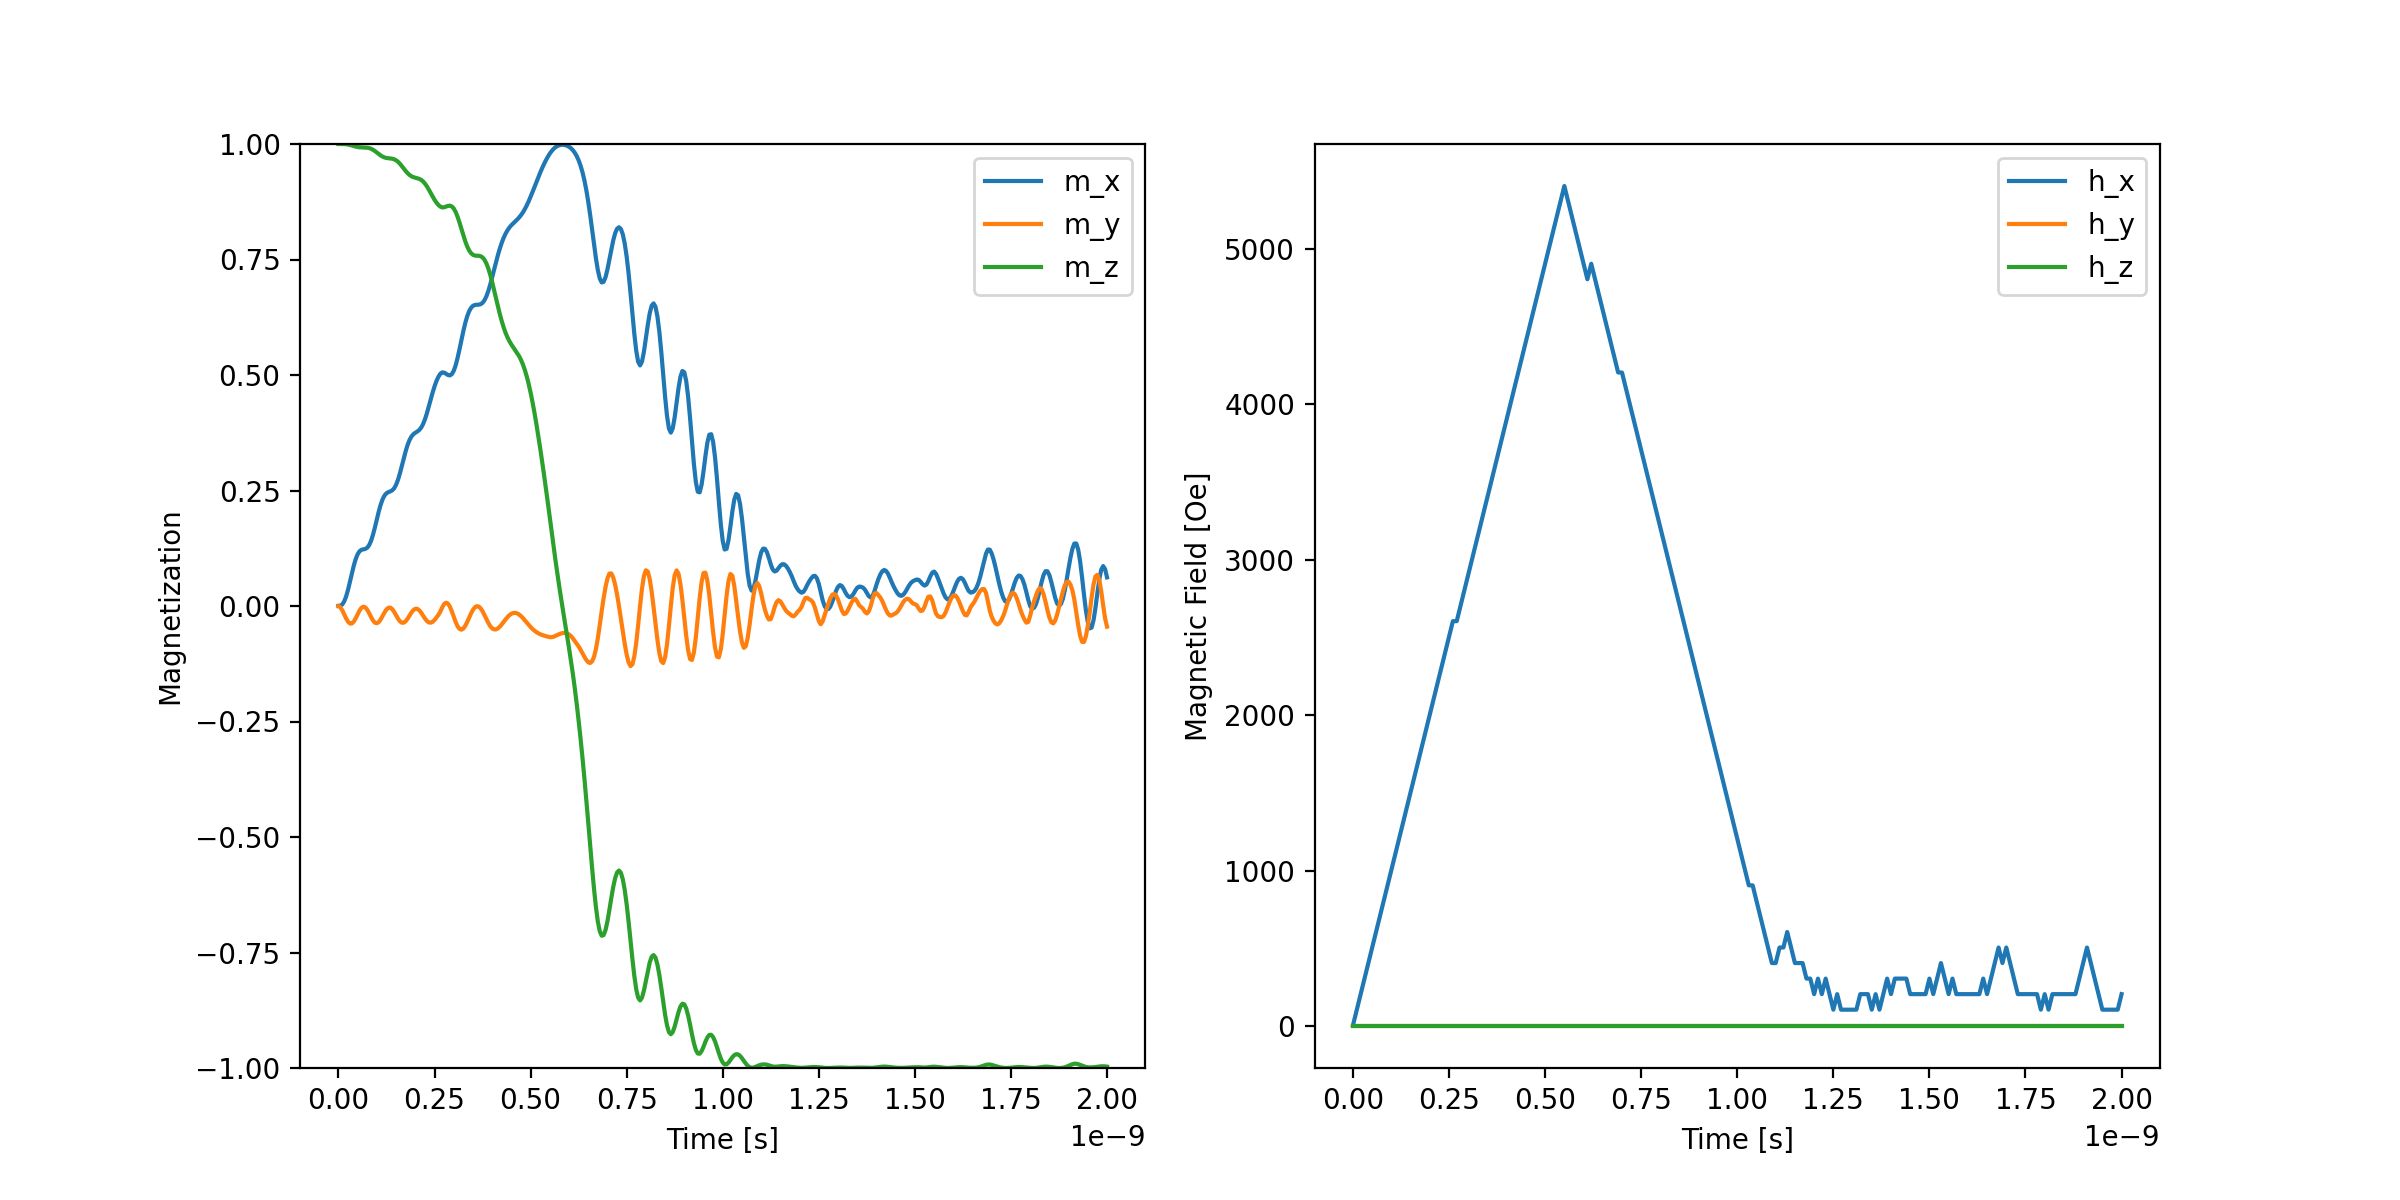 1.00
0.75
0.50
0.25
0.00
−0.25
−0.50
−0.75
−1.00
Magnetization
m_x
m_y
m_z
0.00 0.25 0.50 0.75 1.00 1.25 1.50 1.75 2.00
Time [s]
1e−9
5000
4000
3000
2000
1000
0
Magnetic Field [Oe]
h_x
h_y
h_z
0.00 0.25 0.50 0.75 1.00 1.25 1.50 1.75 2.00
Time [s]
1e−9